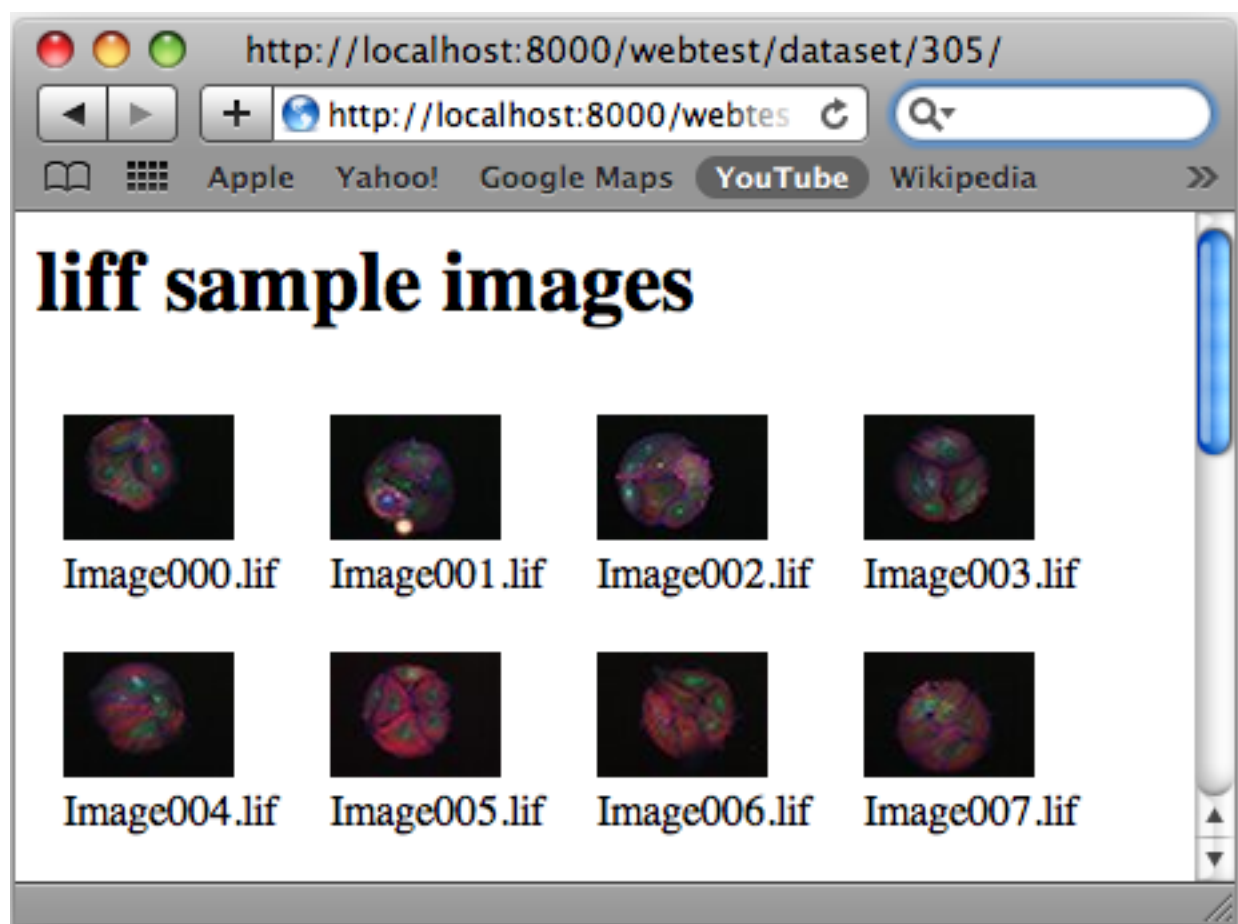 http://localhost:8000/webtest/dataset/305/
http://localhost:8000/webtes
Apple Yahoo! Google Maps YouTube Wikipedia
liff sample images
Image000.lif Image001.lif Image002.lif Image003.lif
Image004.lif Image005.lif Image006.lif Image007.lif